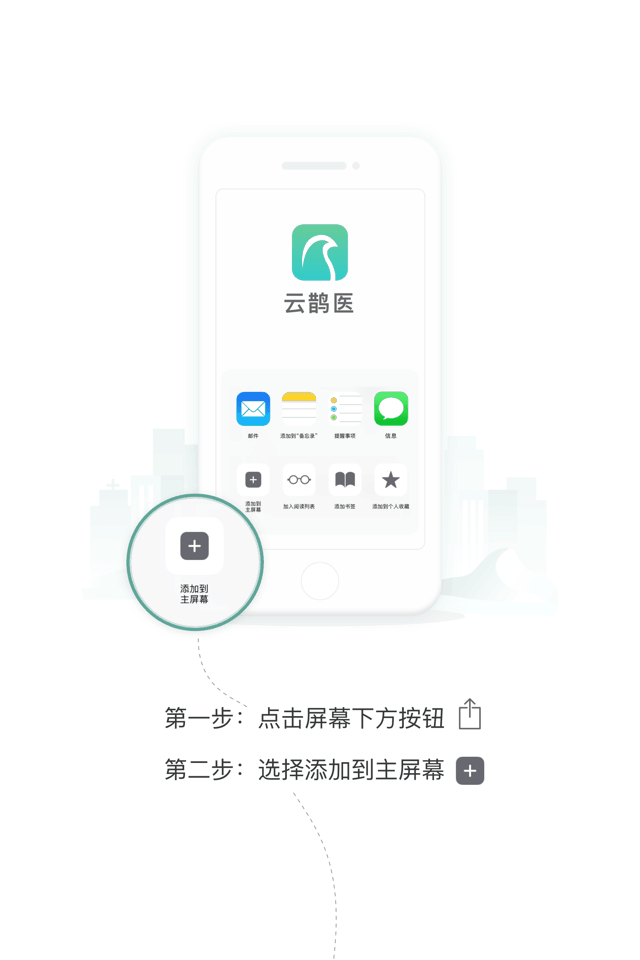 云鹊医
邮件
添加到“备忘录”
提醒事项
信息
添加到
主屏幕
加入阅读列表
添加书签
添加到个人收藏
添加到
主屏幕
第一步：点击屏幕下方按钮
第二步：选择添加到主屏幕